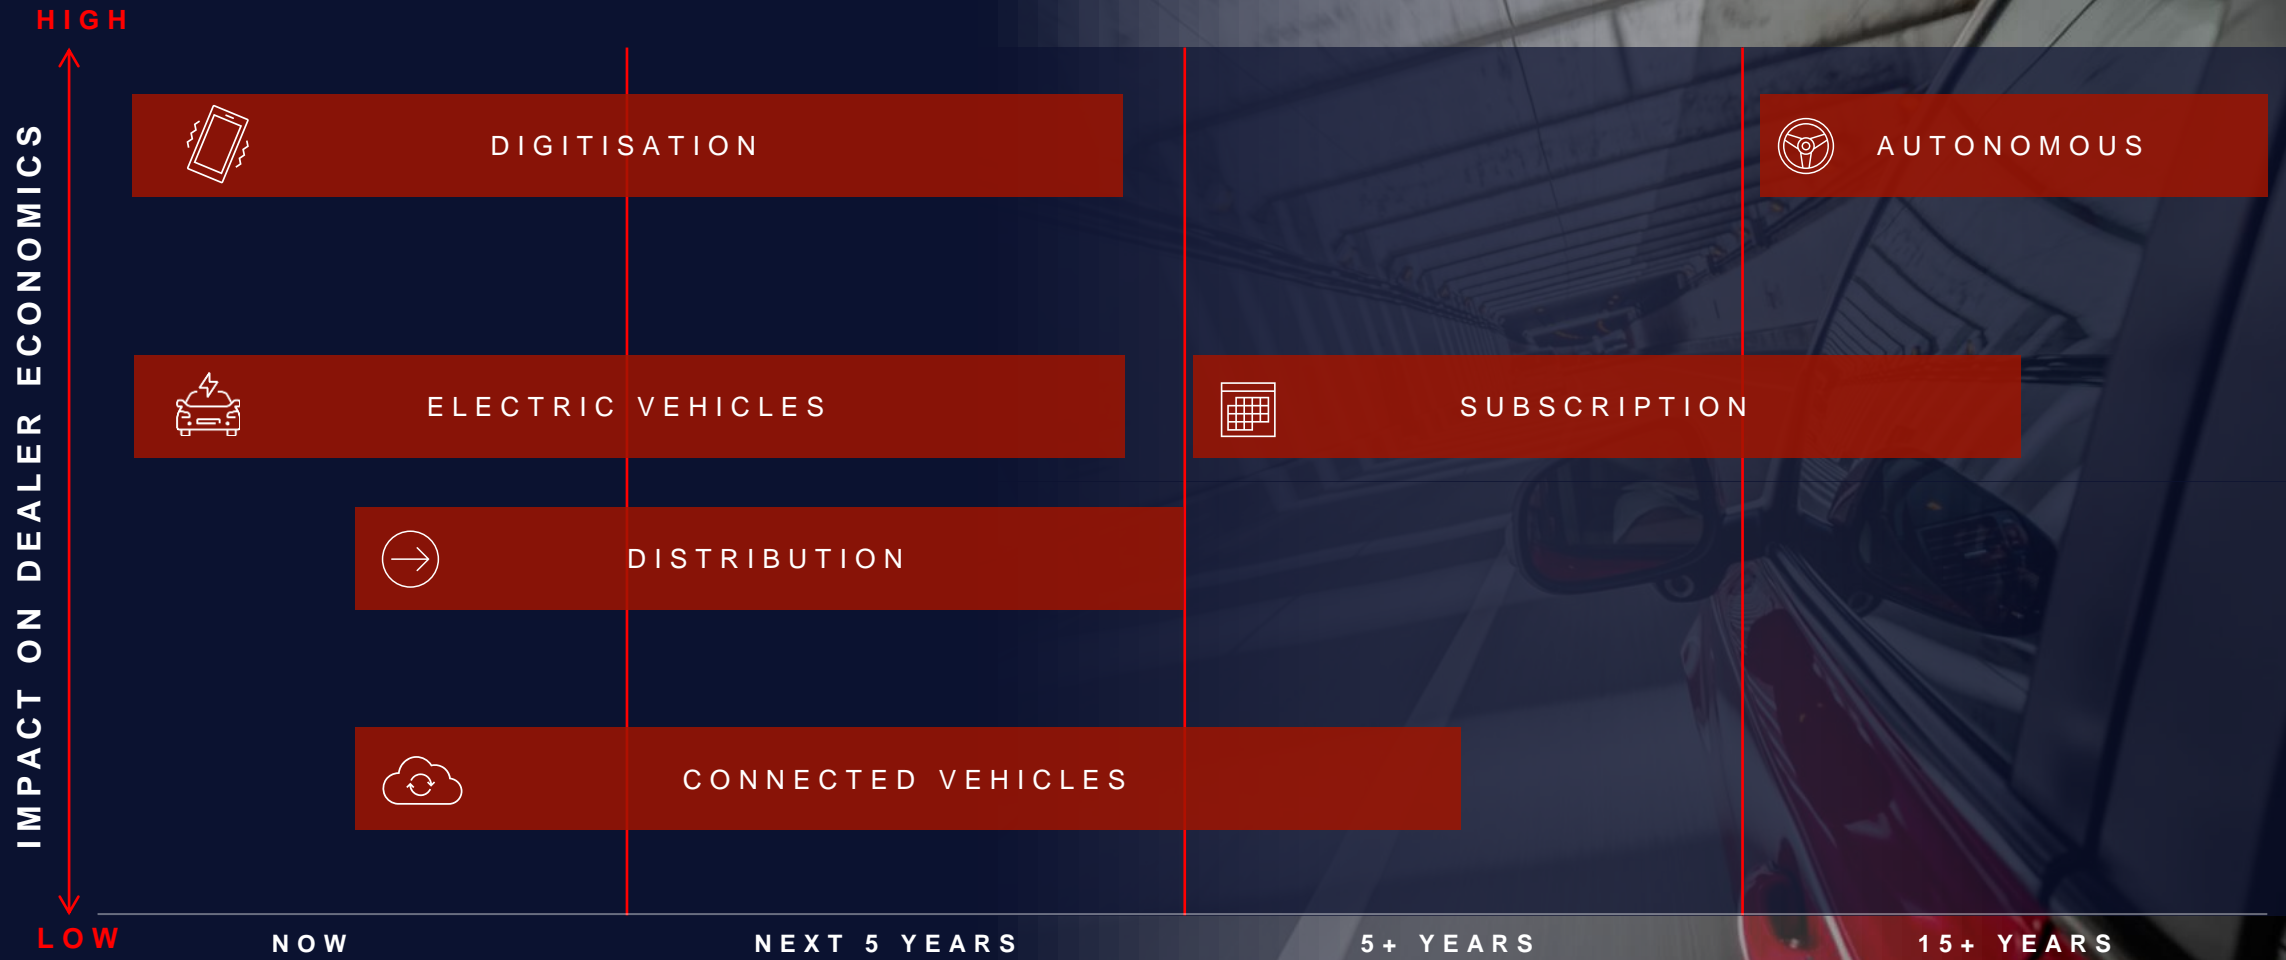 HIGH
IMPACT ON DEALER ECONOMICS
DIGITISATION
AUTONOMOUS
ELECTRIC VEHICLES
SUBSCRIPTION
DISTRIBUTION
CONNECTED VEHICLES
LOW
NOW
NEXT 5 YEARS
5+ YEARS
15+ YEARS